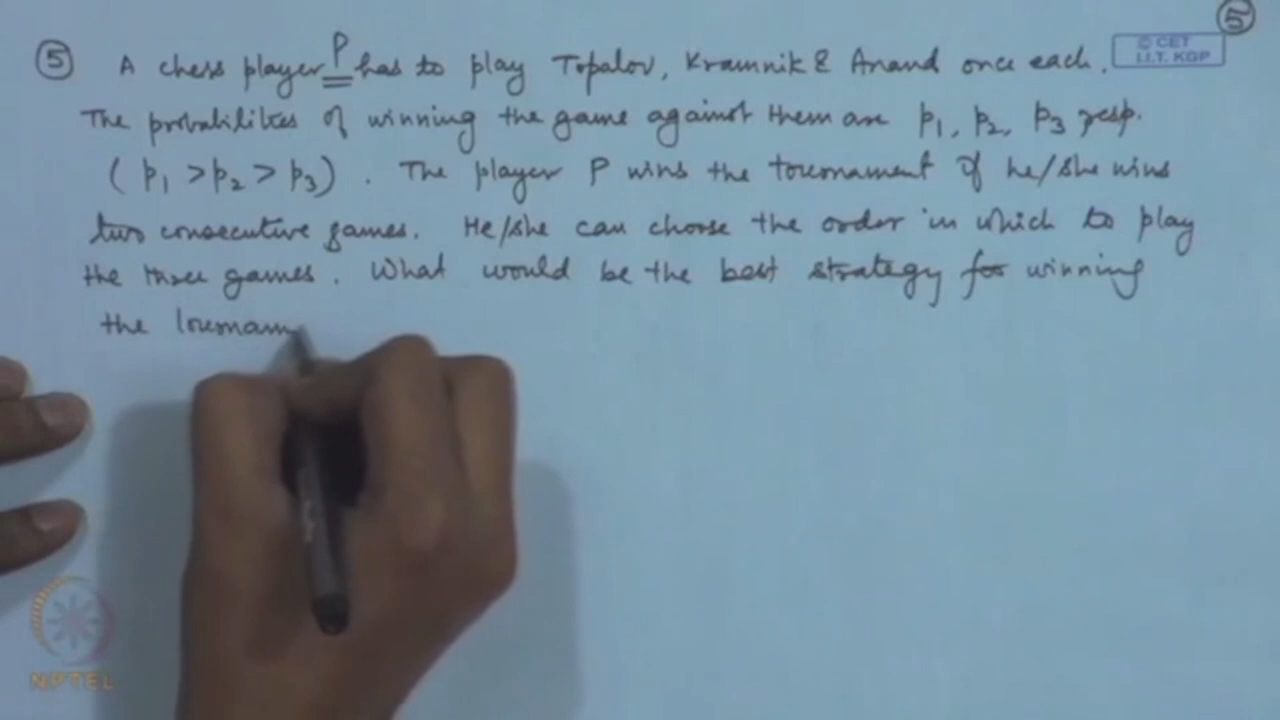 5
© CET
I.I.T. KGP
5 A chess player P has to play Topalov, Kramnik & Anand once each.
The probabilities of winning the game against them are p1, p2, p3 resp.
(p1 > p2 > p3). The player P wins the tournament if he/she wins
two consecutive games. He/she can choose the order in which to play
the three games. What would be the best strategy for winning
the tournam
NPTEL